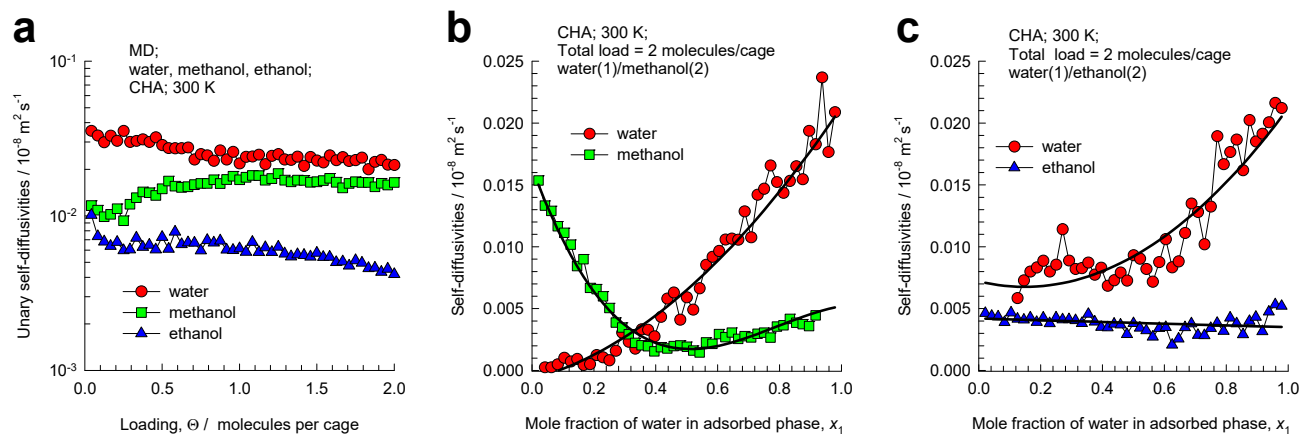 a
MD;
water, methanol, ethanol;
CHA; 300 K
10⁻¹
10⁻²
10⁻³
Unary self-diffusivities / 10⁻⁸ m² s⁻¹
water
methanol
ethanol
0.0 0.5 1.0 1.5 2.0
Loading, Θ / molecules per cage
b
CHA; 300 K;
Total load = 2 molecules/cage
water(1)/methanol(2)
0.025
0.020
0.015
0.010
0.005
0.000
Self-diffusivities / 10⁻⁸ m² s⁻¹
water
methanol
0.0 0.2 0.4 0.6 0.8 1.0
Mole fraction of water in adsorbed phase, x₁
c
CHA; 300 K;
Total load = 2 molecules/cage
water(1)/ethanol(2)
0.025
0.020
0.015
0.010
0.005
0.000
Self-diffusivities / 10⁻⁸ m² s⁻¹
water
ethanol
0.0 0.2 0.4 0.6 0.8 1.0
Mole fraction of water in adsorbed phase, x₁